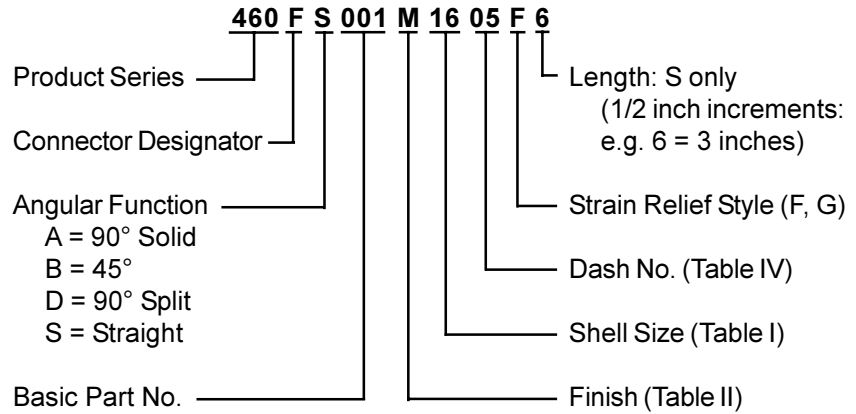 460 F S 001 M 16 05 F 6
Product Series
Connector Designator
Angular Function
A = 90° Solid
B = 45°
D = 90° Split
S = Straight
Basic Part No.
Length: S only
(1/2 inch increments:
e.g. 6 = 3 inches)
Strain Relief Style (F, G)
Dash No. (Table IV)
Shell Size (Table I)
Finish (Table II)